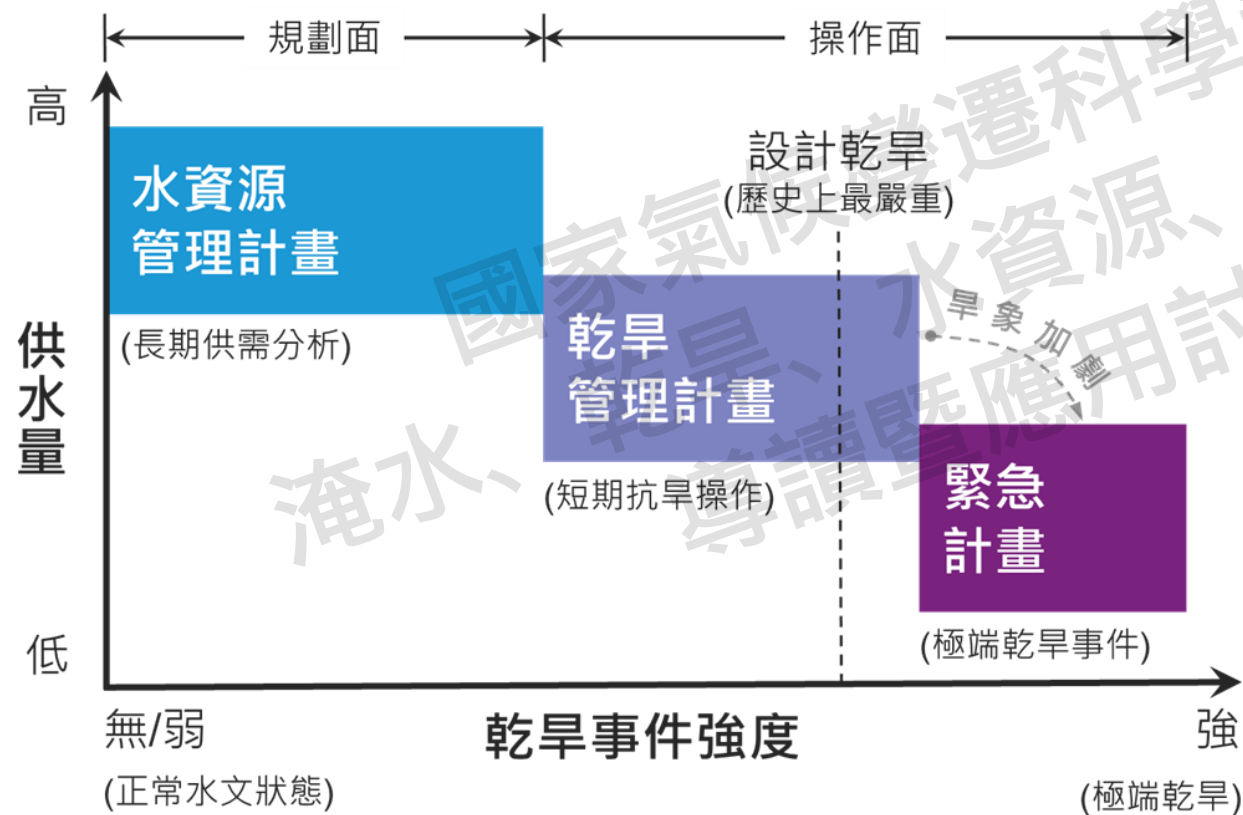 規劃面
操作面
高
水資源
管理計畫
(長期供需分析)
設計乾旱
(歷史上最嚴重)
乾旱
管理計畫
(短期抗旱操作)
旱象加劇
緊急
計畫
(極端乾旱事件)
供水量
低
無/弱
(正常水文狀態)
乾旱事件強度
強
(極端乾旱)
國家氣候變遷科學
淹水、乾旱、水資源、
導讀暨應用討